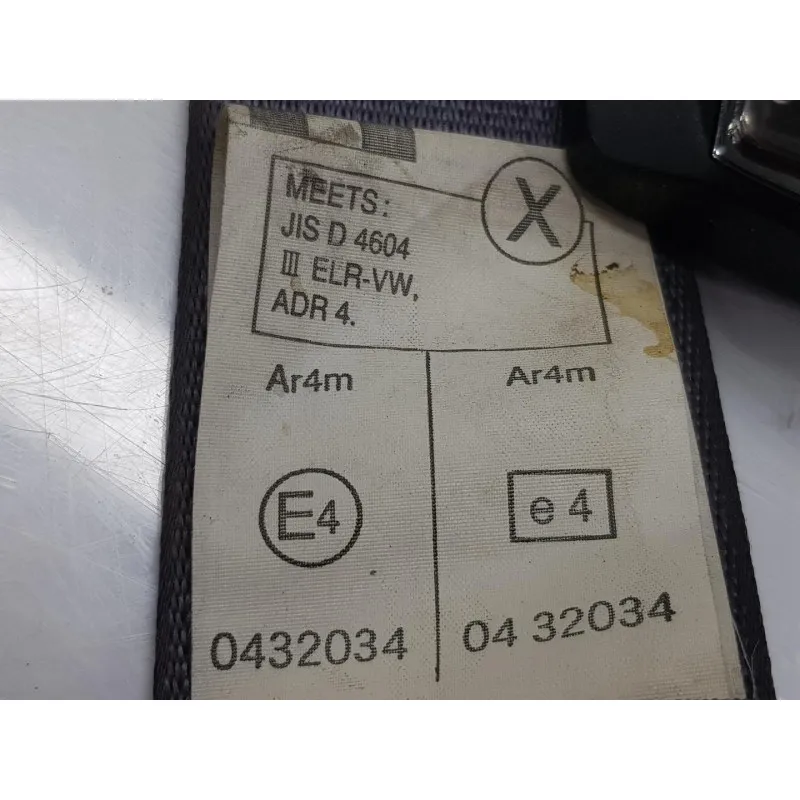 MEETS:
JIS D 4604
III ELR-VW,
ADR 4.
X
Ar4m
Ar4m
E4
e 4
0432034
04 32034